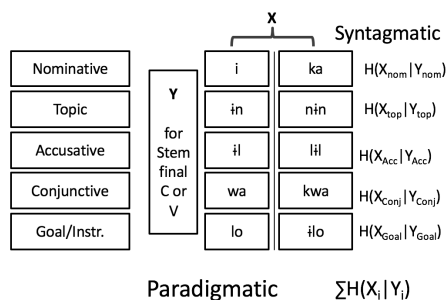 X
Syntagmatic
Nominative i ka H(Xnom|Ynom)
Y
for
Stem
final
C or
V
Topic ɨn nɨn H(Xtop|Ytop)
Accusative ɨl lɨl H(XAcc|YAcc)
Conjunctive wa kwa H(XConj|YConj)
Goal/Instr. lo ɨlo H(XGoal|YGoal)
Paradigmatic ∑H(Xi|Yi)